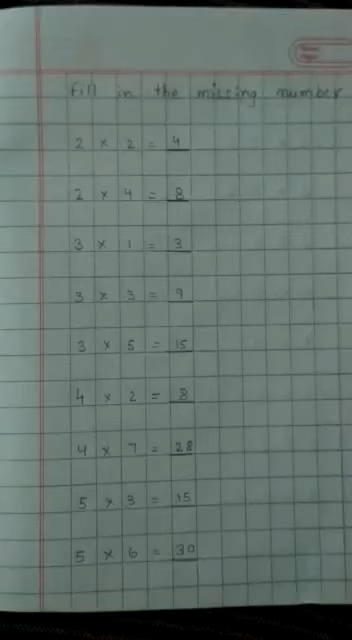 Fill in the missing number
2 × 2 = 4
2 × 4 = 8
3 × 1 = 3
3 × 3 = 9
3 × 5 = 15
4 × 2 = 8
4 × 7 = 28
5 × 3 = 15
5 × 6 = 30